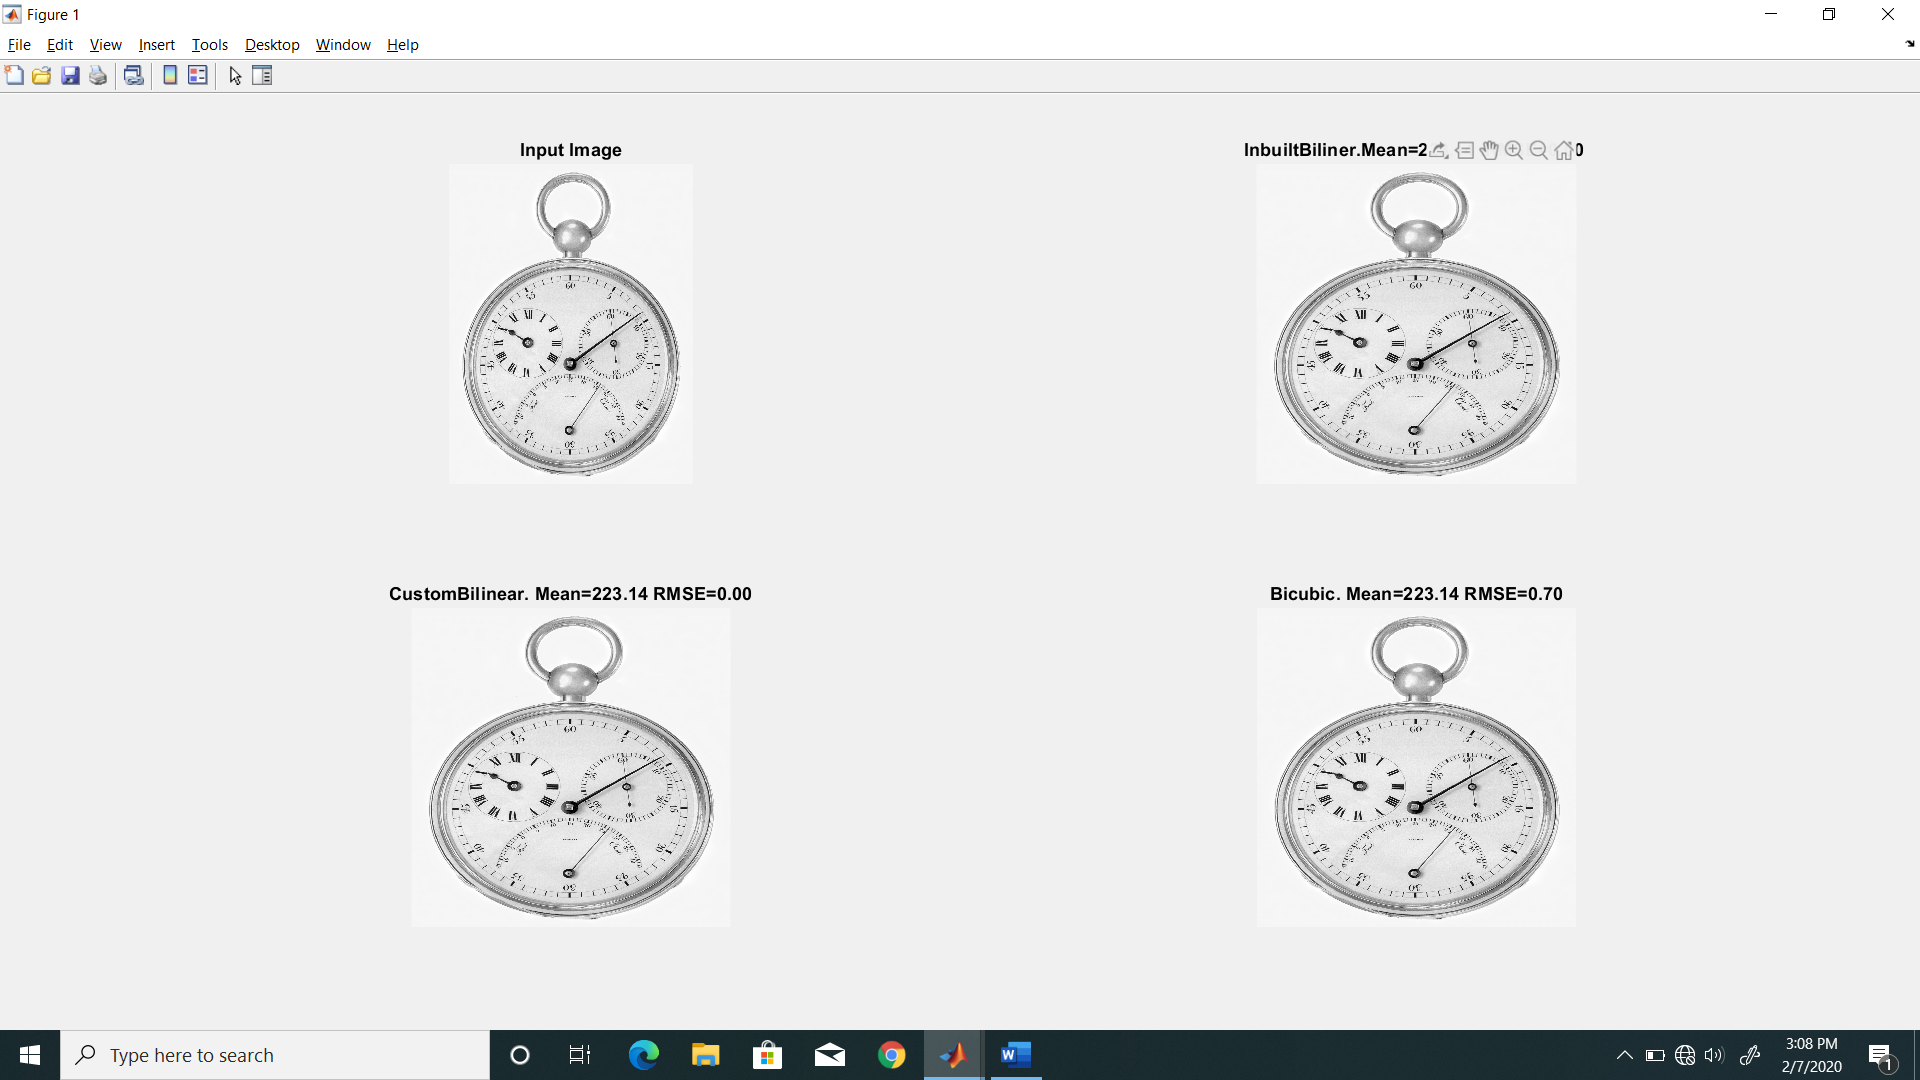 Figure 1
File Edit View Insert Tools Desktop Window Help
Input Image
InbuiltBiliner.Mean=2 0
CustomBilinear. Mean=223.14 RMSE=0.00
Bicubic. Mean=223.14 RMSE=0.70
Type here to search
3:08 PM
2/7/2020
1